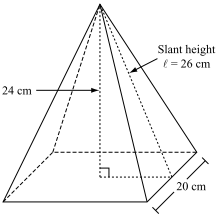 Slant height
ℓ = 26 cm
24 cm
20 cm